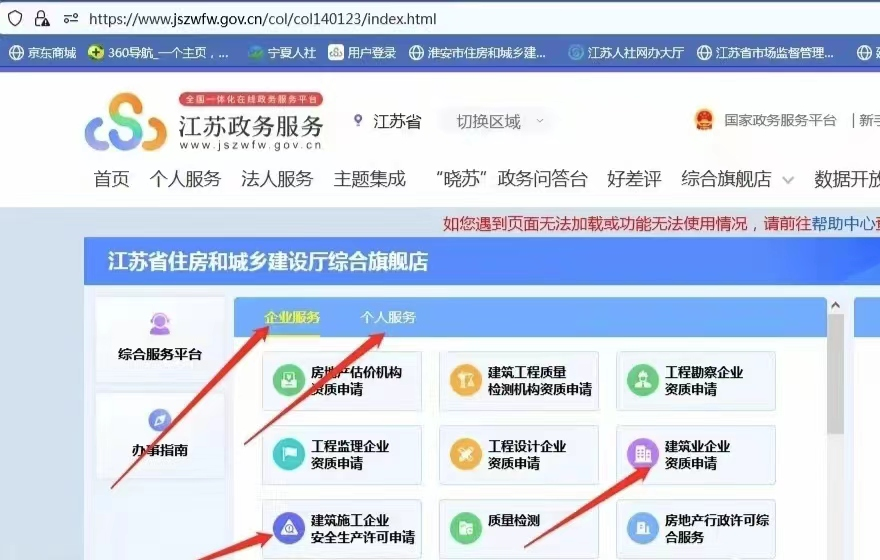 https://www.jszwfw.gov.cn/col/col140123/index.html
京东商城 360导航_一个主页，... 宁夏人社 用户登录 淮安市住房和城乡建... 江苏人社网办大厅 江苏省市场监督管理...
全国一体化在线政务服务平台
江苏政务服务
www.jszwfw.gov.cn
江苏省 切换区域 国家政务服务平台 | 新手
首页 个人服务 法人服务 主题集成 “晓苏”政务问答台 好差评 综合旗舰店 数据开放
如您遇到页面无法加载或功能无法使用情况，请前往帮助中心
江苏省住房和城乡建设厅综合旗舰店
企业服务 个人服务
综合服务平台
办事指南
房地产估价机构
资质申请
建筑工程质量
检测机构资质申请
工程勘察企业
资质申请
工程监理企业
资质申请
工程设计企业
资质申请
建筑业企业
资质申请
建筑施工企业
安全生产许可申请
质量检测
房地产行政许可综
合服务